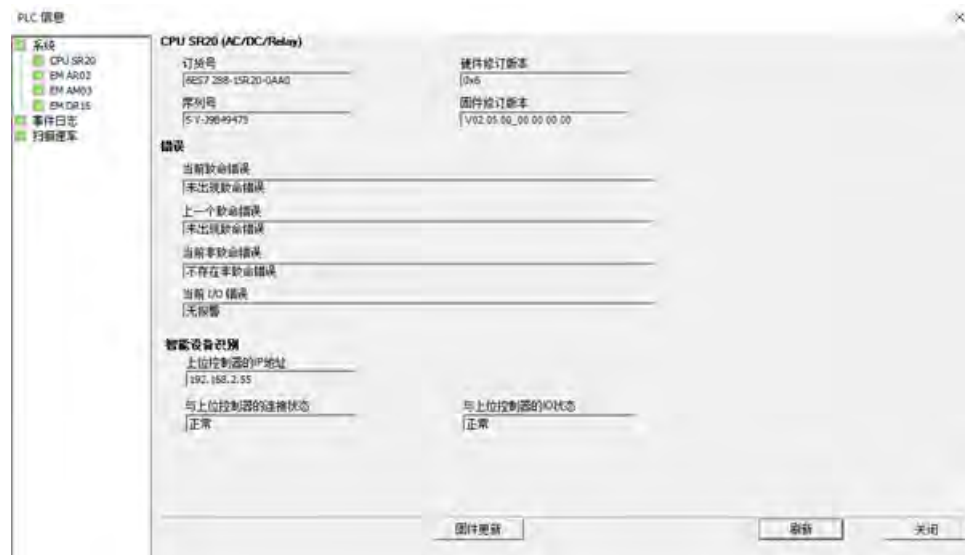 PLC 信息
系统
CPU SR20
EM AR02
EM AM03
EM DR16
事件日志
扫描速率
CPU SR20 (AC/DC/Relay)
订货号
硬件修订版本
6ES7 288-1SR20-0AA0
0x6
序列号
固件修订版本
V02.05.00_00.00.00.00
错误
当前致命错误
未出现致命错误
上一个致命错误
未出现致命错误
当前非致命错误
不存在非致命错误
当前 I/O 错误
无报警
智能设备识别
上位控制器的IP地址
192.168.2.55
与上位控制器的连接状态
与上位控制器的IO状态
正常
正常
固件更新
刷新
关闭